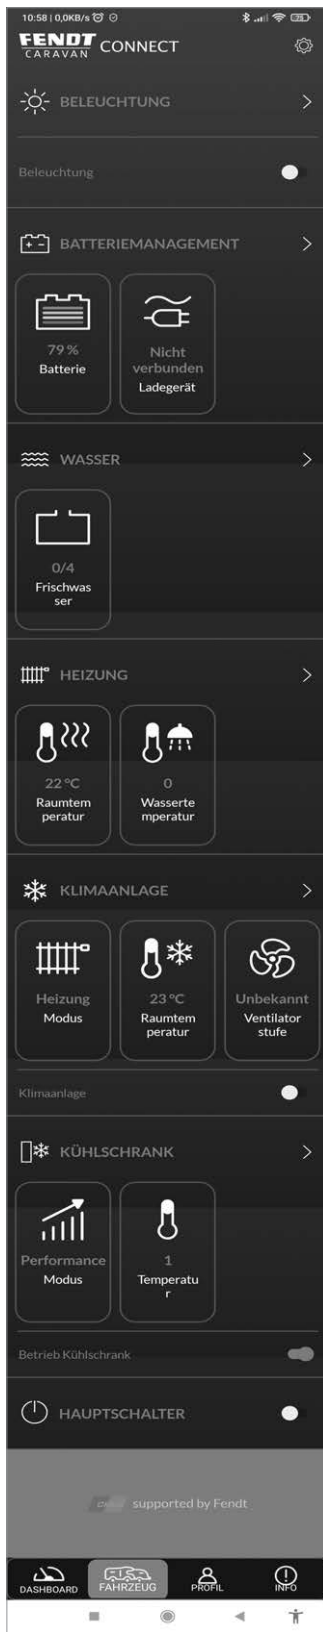 10:58 | 0,0KB/s
75
FENDT
CARAVAN CONNECT
BELEUCHTUNG
Beleuchtung
BATTERIEMANAGEMENT
79 %
Batterie
Nicht
verbunden
Ladegerät
WASSER
0/4
Frischwas
ser
HEIZUNG
22 °C
Raumtem
peratur
0
Wasserte
mperatur
KLIMAANLAGE
Heizung
Modus
23 °C
Raumtem
peratur
Unbekannt
Ventilator
stufe
Klimaanlage
KÜHLSCHRANK
Performance
Modus
1
Temperatu
r
Betrieb Kühlschrank
HAUPTSCHALTER
supported by Fendt
DASHBOARD
FAHRZEUG
PROFIL
INFO